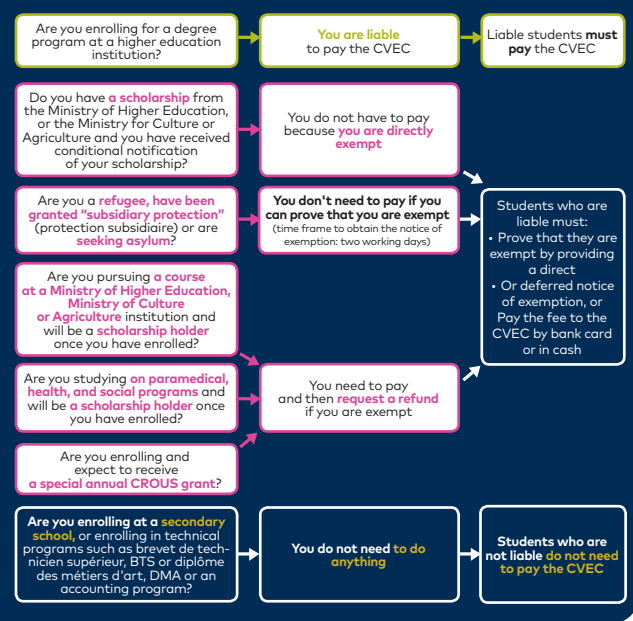 Are you enrolling for a degree
program at a higher education
institution?
You are liable
to pay the CVEC
Liable students must
pay the CVEC
Do you have a scholarship from
the Ministry of Higher Education,
or the Ministry for Culture or
Agriculture and you have received
conditional notification
of your scholarship?
You do not have to pay
because you are directly
exempt
Are you a refugee, have been
granted “subsidiary protection”
(protection subsidiaire) or are
seeking asylum?
You don't need to pay if you
can prove that you are exempt
(time frame to obtain the notice of
exemption: two working days)
Students who are
liable must:
• Prove that they are
exempt by providing
a direct
• Or deferred notice
of exemption, or
Pay the fee to the
CVEC by bank card
or in cash
Are you pursuing a course
at a Ministry of Higher Education,
Ministry of Culture
or Agriculture institution and
will be a scholarship holder
once you have enrolled?
Are you studying on paramedical,
health, and social programs and
will be a scholarship holder once
you have enrolled?
You need to pay
and then request a refund
if you are exempt
Are you enrolling and
expect to receive
a special annual CROUS grant?
Are you enrolling at a secondary
school, or enrolling in technical
programs such as brevet de tech-
nicien supérieur, BTS or diplôme
des métiers d'art, DMA or an
accounting program?
You do not need to do
anything
Students who are
not liable do not need
to pay the CVEC